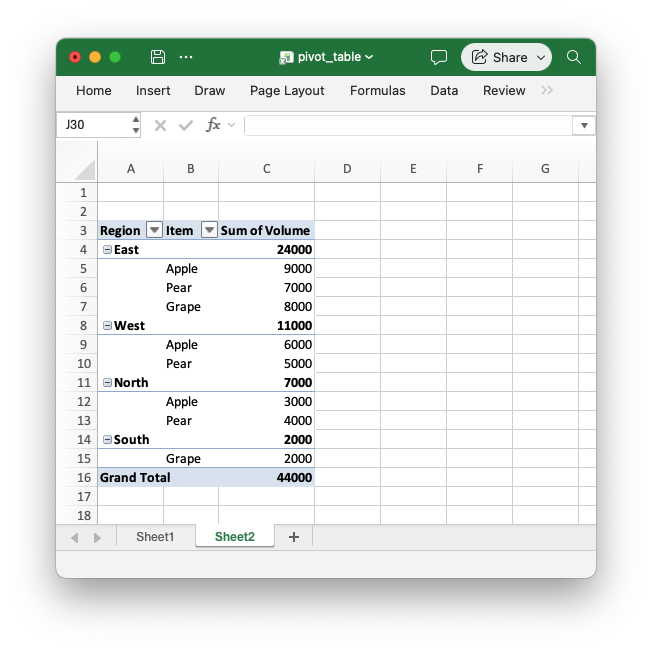 pivot_table
Share
Home Insert Draw Page Layout Formulas Data Review
J30 fx
A B C D E F G
1
2
3 Region Item Sum of Volume
4 East 24000
5 Apple 9000
6 Pear 7000
7 Grape 8000
8 West 11000
9 Apple 6000
10 Pear 5000
11 North 7000
12 Apple 3000
13 Pear 4000
14 South 2000
15 Grape 2000
16 Grand Total 44000
17
18
Sheet1 Sheet2 +